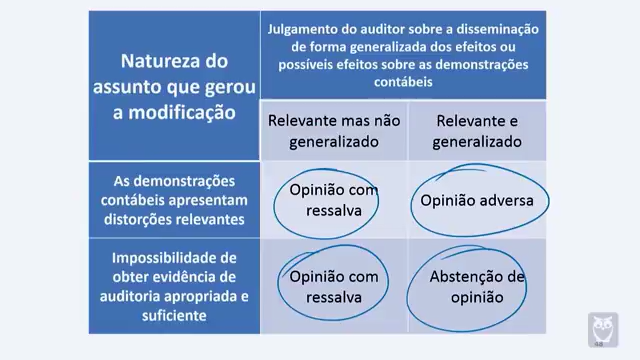 Natureza do
assunto que gerou
a modificação
Julgamento do auditor sobre a disseminação
de forma generalizada dos efeitos ou
possíveis efeitos sobre as demonstrações
contábeis
Relevante mas não
generalizado
Relevante e
generalizado
As demonstrações
contábeis apresentam
distorções relevantes
Opinião com
ressalva
Opinião adversa
Impossibilidade de
obter evidência de
auditoria apropriada e
suficiente
Opinião com
ressalva
Abstenção de
opinião